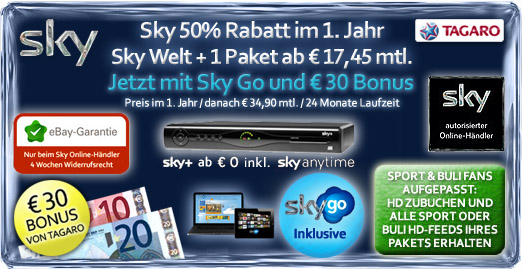 sky
Sky 50% Rabatt im 1. Jahr
TAGARO
Sky Welt + 1 Paket ab € 17,45 mtl.
Jetzt mit Sky Go und € 30 Bonus
Preis im 1. Jahr / danach € 34,90 mtl. / 24 Monate Laufzeit
sky
autorisierter
Online-Händler
eBay-Garantie
Nur beim Sky Online-Händler
4 Wochen Widerrufsrecht
sky+
sky+ ab € 0 inkl. sky anytime
€ 30
BONUS
VON TAGARO
10
20
sky go
Inklusive
SPORT & BULI FANS
AUFGEPASST:
HD ZUBUCHEN UND
ALLE SPORT ODER
BULI HD-FEEDS IHRES
PAKETS ERHALTEN